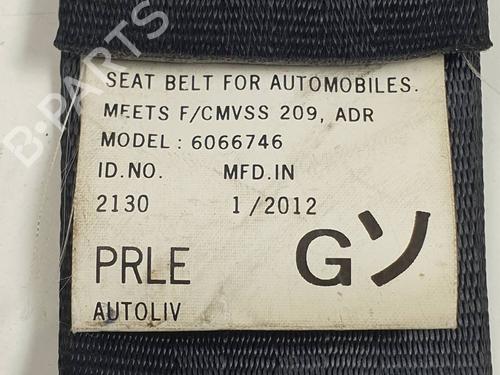 SEAT BELT FOR AUTOMOBILES.
MEETS F/CMVSS 209, ADR
MODEL : 6066746
ID.NO. MFD.IN
2130 1/2012
PRLE Gソ
AUTOLIV
B-PARTS